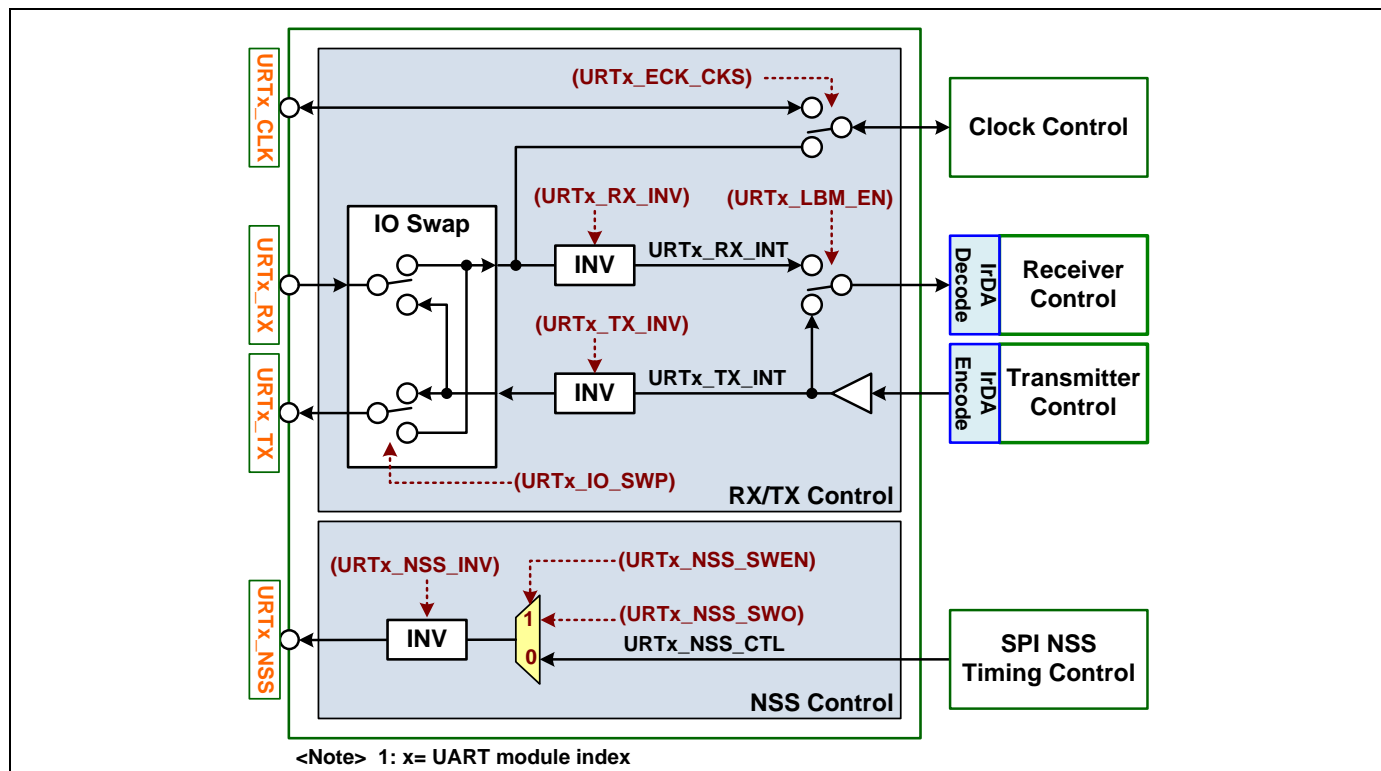 URTx_CLK
(URTx_ECK_CKS)
Clock Control
URTx_RX
IO Swap
(URTx_RX_INV)
INV
URTx_RX_INT
(URTx_LBM_EN)
IrDA
Decode
Receiver
Control
URTx_TX
(URTx_TX_INV)
INV
URTx_TX_INT
IrDA
Encode
Transmitter
Control
(URTx_IO_SWP)
RX/TX Control
URTx_NSS
(URTx_NSS_INV)
INV
(URTx_NSS_SWEN)
1
(URTx_NSS_SWO)
0
URTx_NSS_CTL
SPI NSS
Timing Control
NSS Control
<Note> 1: x= UART module index